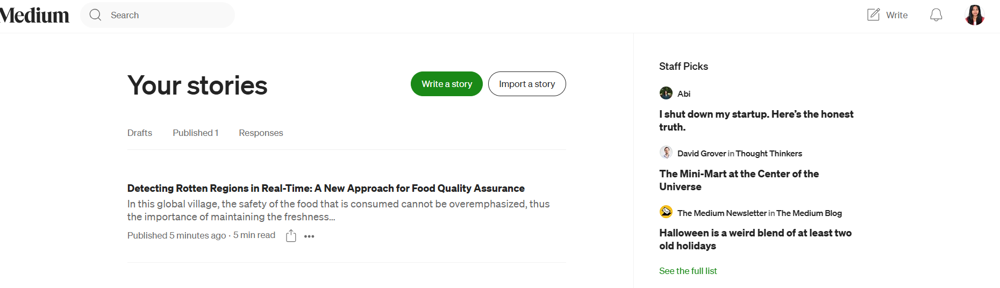 Medium
Search
Write
Your stories
Write a story
Import a story
Drafts
Published 1
Responses
Detecting Rotten Regions in Real-Time: A New Approach for Food Quality Assurance
In this global village, the safety of the food that is consumed cannot be overemphasized, thus
the importance of maintaining the freshness...
Published 5 minutes ago · 5 min read
Staff Picks
Abi
I shut down my startup. Here’s the honest
truth.
David Grover in Thought Thinkers
The Mini-Mart at the Center of the
Universe
The Medium Newsletter in The Medium Blog
Halloween is a weird blend of at least two
old holidays
See the full list